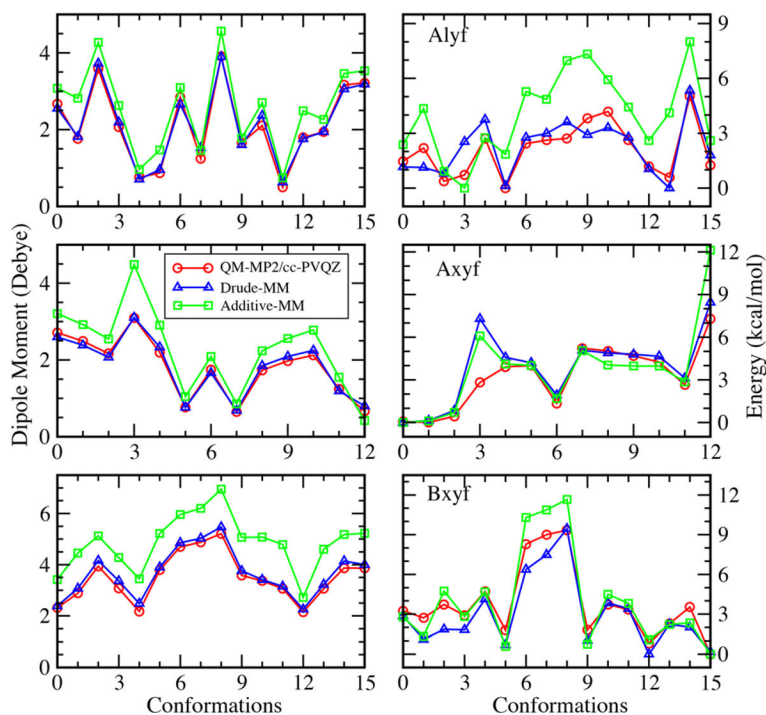 Dipole Moment (Debye)
0
2
4
0 3 6 9 12 15
Alyf
0
3
6
9
0 3 6 9 12 15
0
2
4
0 3 6 9 12
QM-MP2/cc-PVQZ
Drude-MM
Additive-MM
Axyf
0
3
6
9
12
0 3 6 9 12
Energy (kcal/mol)
0
2
4
6
0 3 6 9 12 15
Conformations
Bxyf
0
3
6
9
12
0 3 6 9 12 15
Conformations